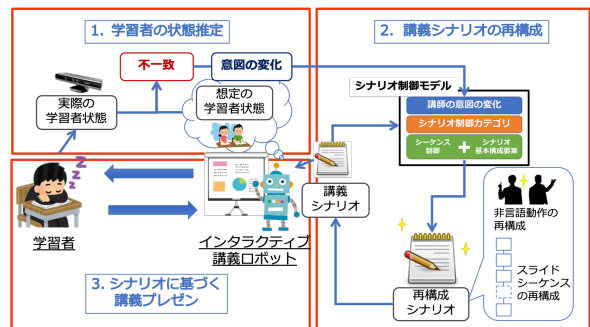 1. 学習者の状態推定
不一致
意図の変化
実際の
学習者状態
想定の
学習者状態
2. 講義シナリオの再構成
シナリオ制御モデル
講師の意図の変化
シナリオ制御カテゴリ
シーケンス
制御
+
シナリオ
基本構成要素
講義
シナリオ
z
z
z
学習者
インタラクティブ
講義ロボット
3. シナリオに基づく
講義プレゼン
非言語動作の
再構成
スライド
シーケンス
の再構成
再構成
シナリオ